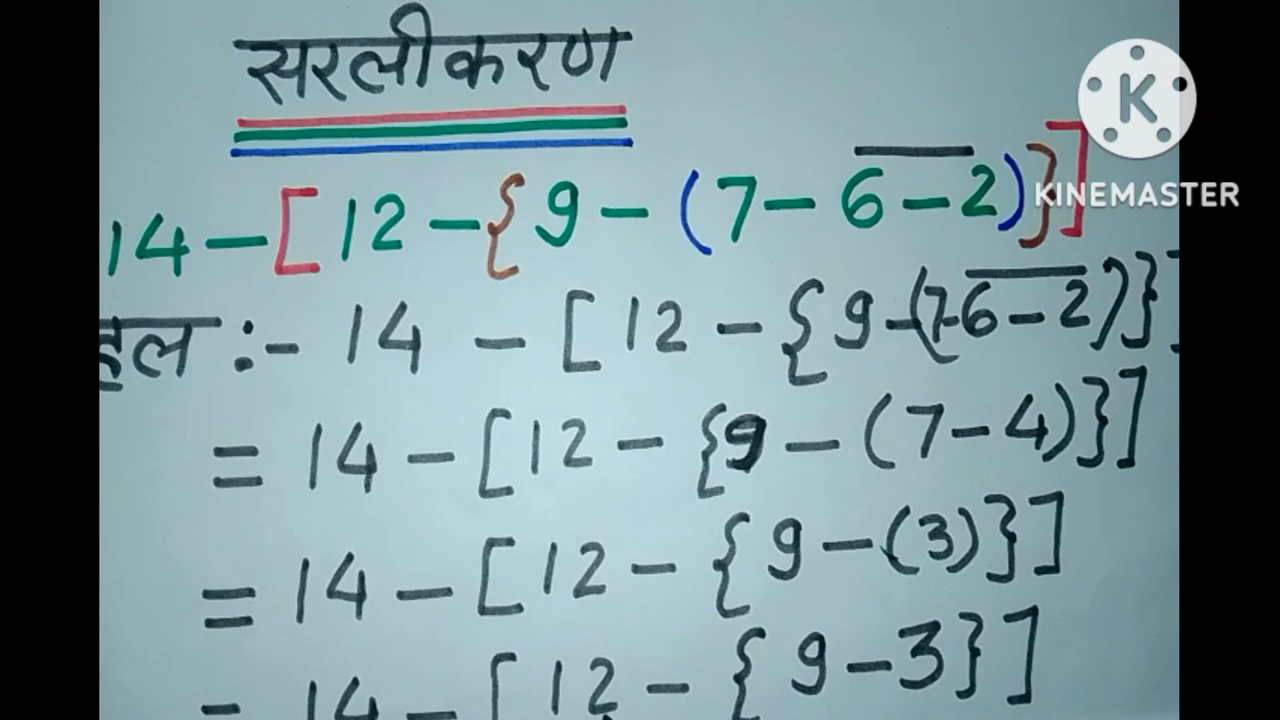 सरलीकरण
K
KINEMASTER
14-[12-{9-(7-6̅-̅2̅)}]
हल :- 14 - [12 - {9-(7-6̅-̅2̅)}]
= 14 - [12 - {9 - (7-4)}]
= 14 - [12 - {9-(3)}]
= 14 - [12 - {9-3}]